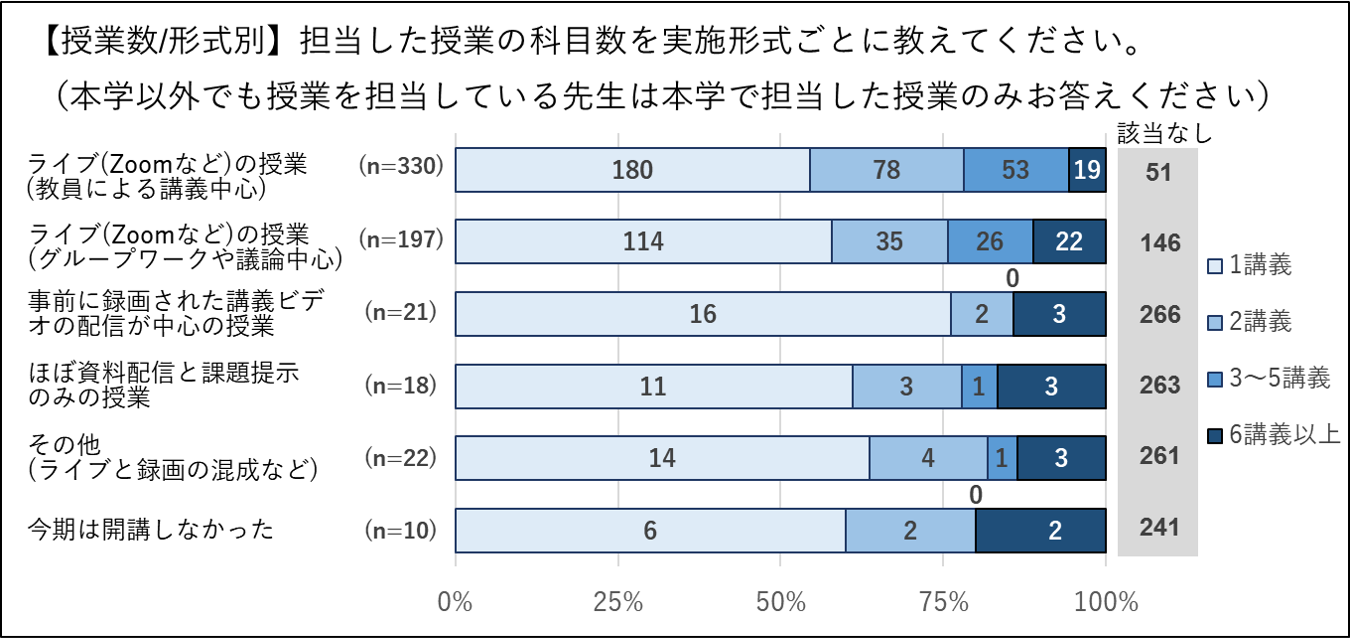 【授業数/形式別】担当した授業の科目数を実施形式ごとに教えてください。
（本学以外でも授業を担当している先生は本学で担当した授業のみお答えください）
該当なし
ライブ(Zoomなど)の授業
(教員による講義中心)
(n=330)
180
78
53
19
51
ライブ(Zoomなど)の授業
(グループワークや議論中心)
(n=197)
114
35
26
22
146
事前に録画された講義ビデ
オの配信が中心の授業
(n=21)
16
2
0
3
266
ほぼ資料配信と課題提示
のみの授業
(n=18)
11
3
1
3
263
その他
(ライブと録画の混成など)
(n=22)
14
4
1
3
261
今期は開講しなかった
(n=10)
6
2
0
2
241
0%
25%
50%
75%
100%
1講義
2講義
3〜5講義
6講義以上